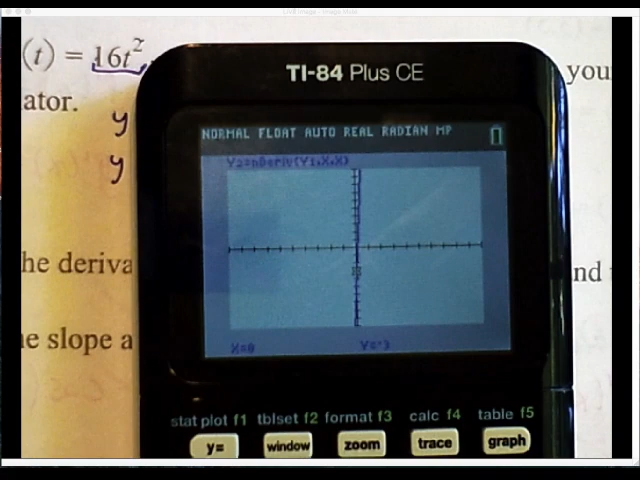 (t) = 16t²
your
ator.
y
y
TI-84 Plus CE
NORMAL FLOAT AUTO REAL RADIAN MP
Y2=nDeriv(Y1,X,X)
he deriva
nd
e slope a
X=0
stat plot f1 tblset f2 format f3 calc f4 table f5
y= window zoom trace graph